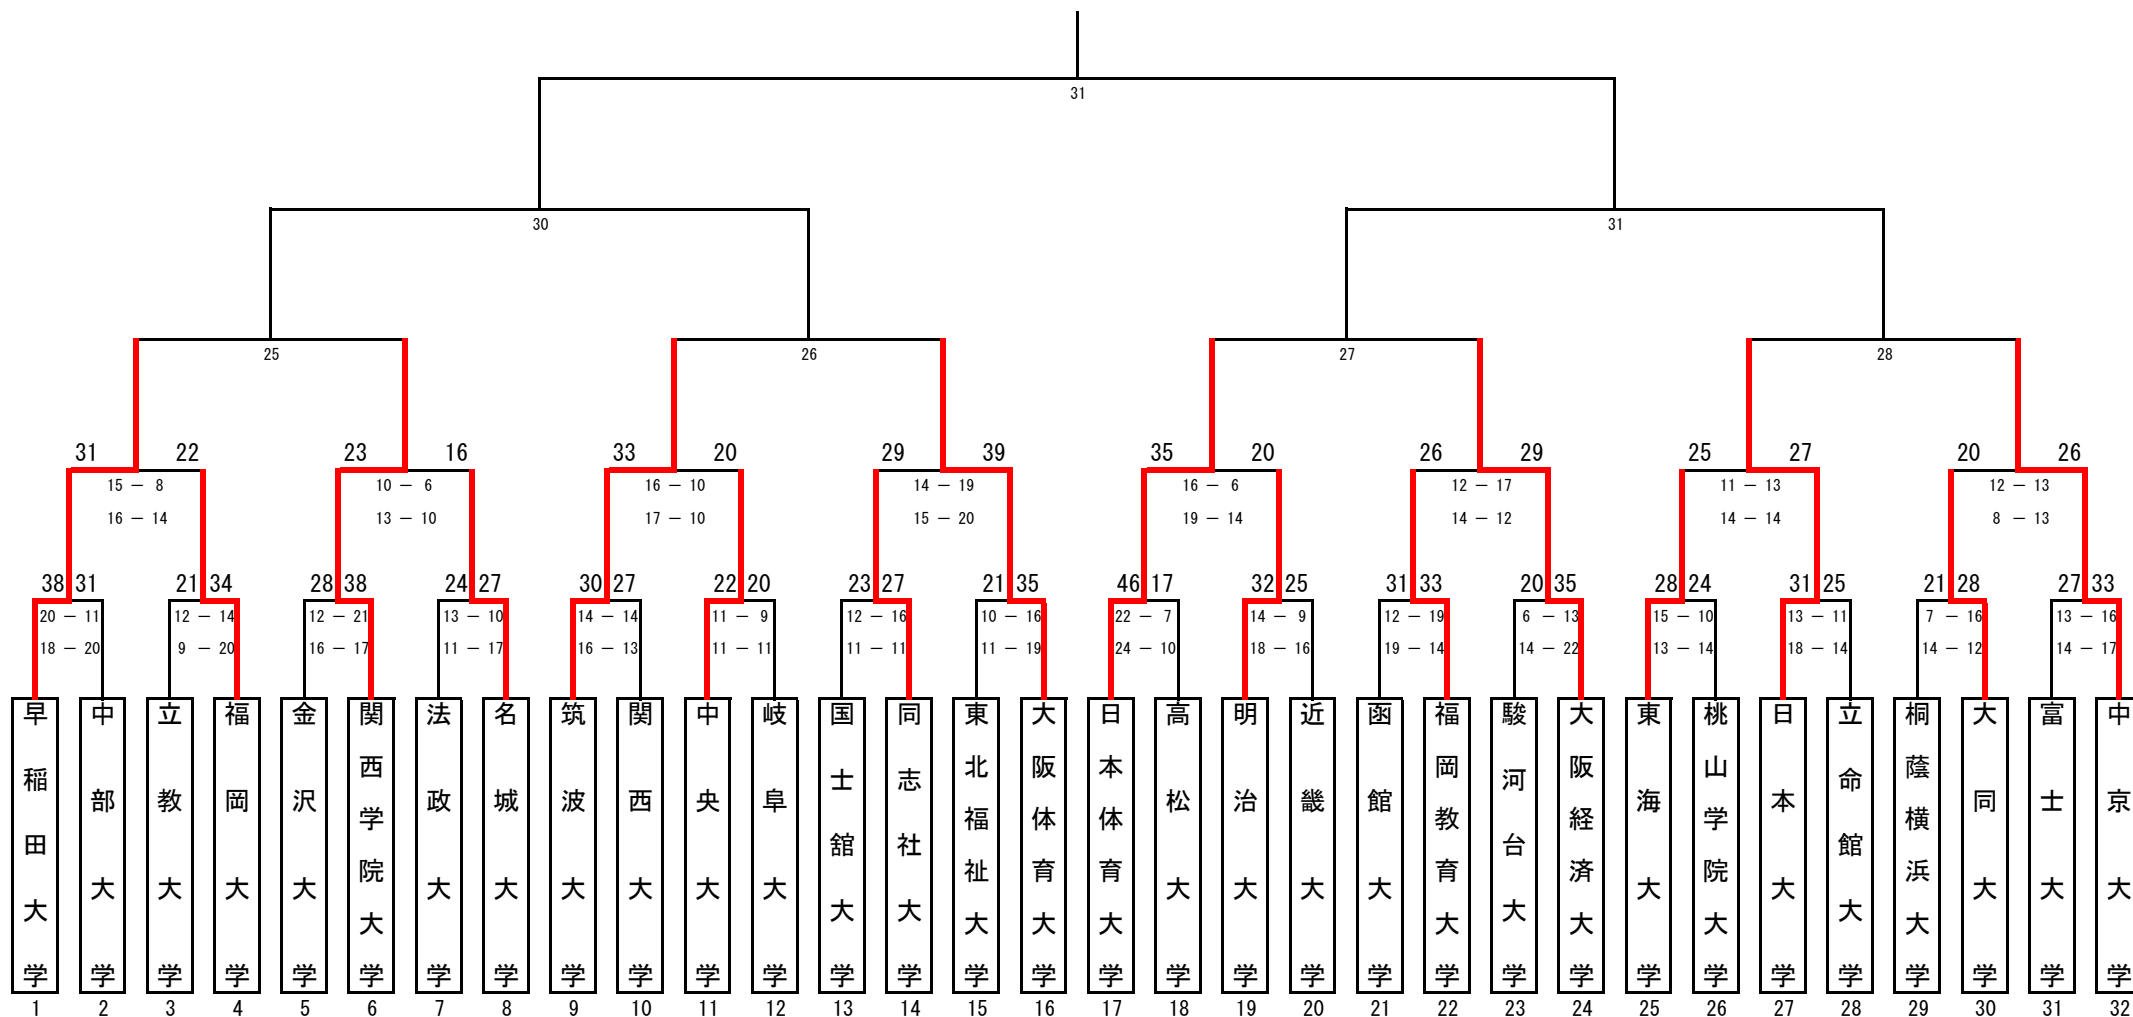 31
30
31
25
26
27
28
31 22
23 16
33 20
29 39
35 20
26 29
25 27
20 26
15 － 8
10 － 6
16 － 10
14 － 19
16 － 6
12 － 17
11 － 13
12 － 13
16 － 14
13 － 10
17 － 10
15 － 20
19 － 14
14 － 12
14 － 14
8 － 13
38 31
21 34
28 38
24 27
30 27
22 20
23 27
21 35
46 17
32 25
31 33
20 35
28 24
31 25
21 28
27 33
20 － 11
12 － 14
12 － 21
13 － 10
14 － 14
11 － 9
12 － 16
10 － 16
22 － 7
14 － 9
12 － 19
6 － 13
15 － 10
13 － 11
7 － 16
13 － 16
18 － 20
9 － 20
16 － 17
11 － 17
16 － 13
11 － 11
11 － 11
11 － 19
24 － 10
18 － 16
19 － 14
14 － 22
13 － 14
18 － 14
14 － 12
14 － 17
早稲田大学
中部大学
立教大学
福岡大学
金沢大学
関西学院大学
法政大学
名城大学
筑波大学
関西大学
中央大学
岐阜大学
国士舘大学
同志社大学
東北福祉大学
大阪体育大学
日本体育大学
高松大学
明治大学
近畿大学
函館大学
福岡教育大学
駿河台大学
大阪経済大学
東海大学
桃山学院大学
日本大学
立命館大学
桐蔭横浜大学
大同大学
富士大学
中京大学
1 2 3 4 5 6 7 8 9 10 11 12 13 14 15 16 17 18 19 20 21 22 23 24 25 26 27 28 29 30 31 32